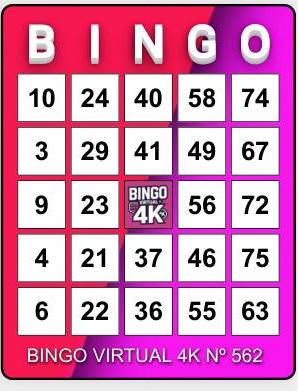 B I N G O
10 24 40 58 74
3 29 41 49 67
9 23 BINGO VIRTUAL 4K 56 72
4 21 37 46 75
6 22 36 55 63
BINGO VIRTUAL 4K Nº 562